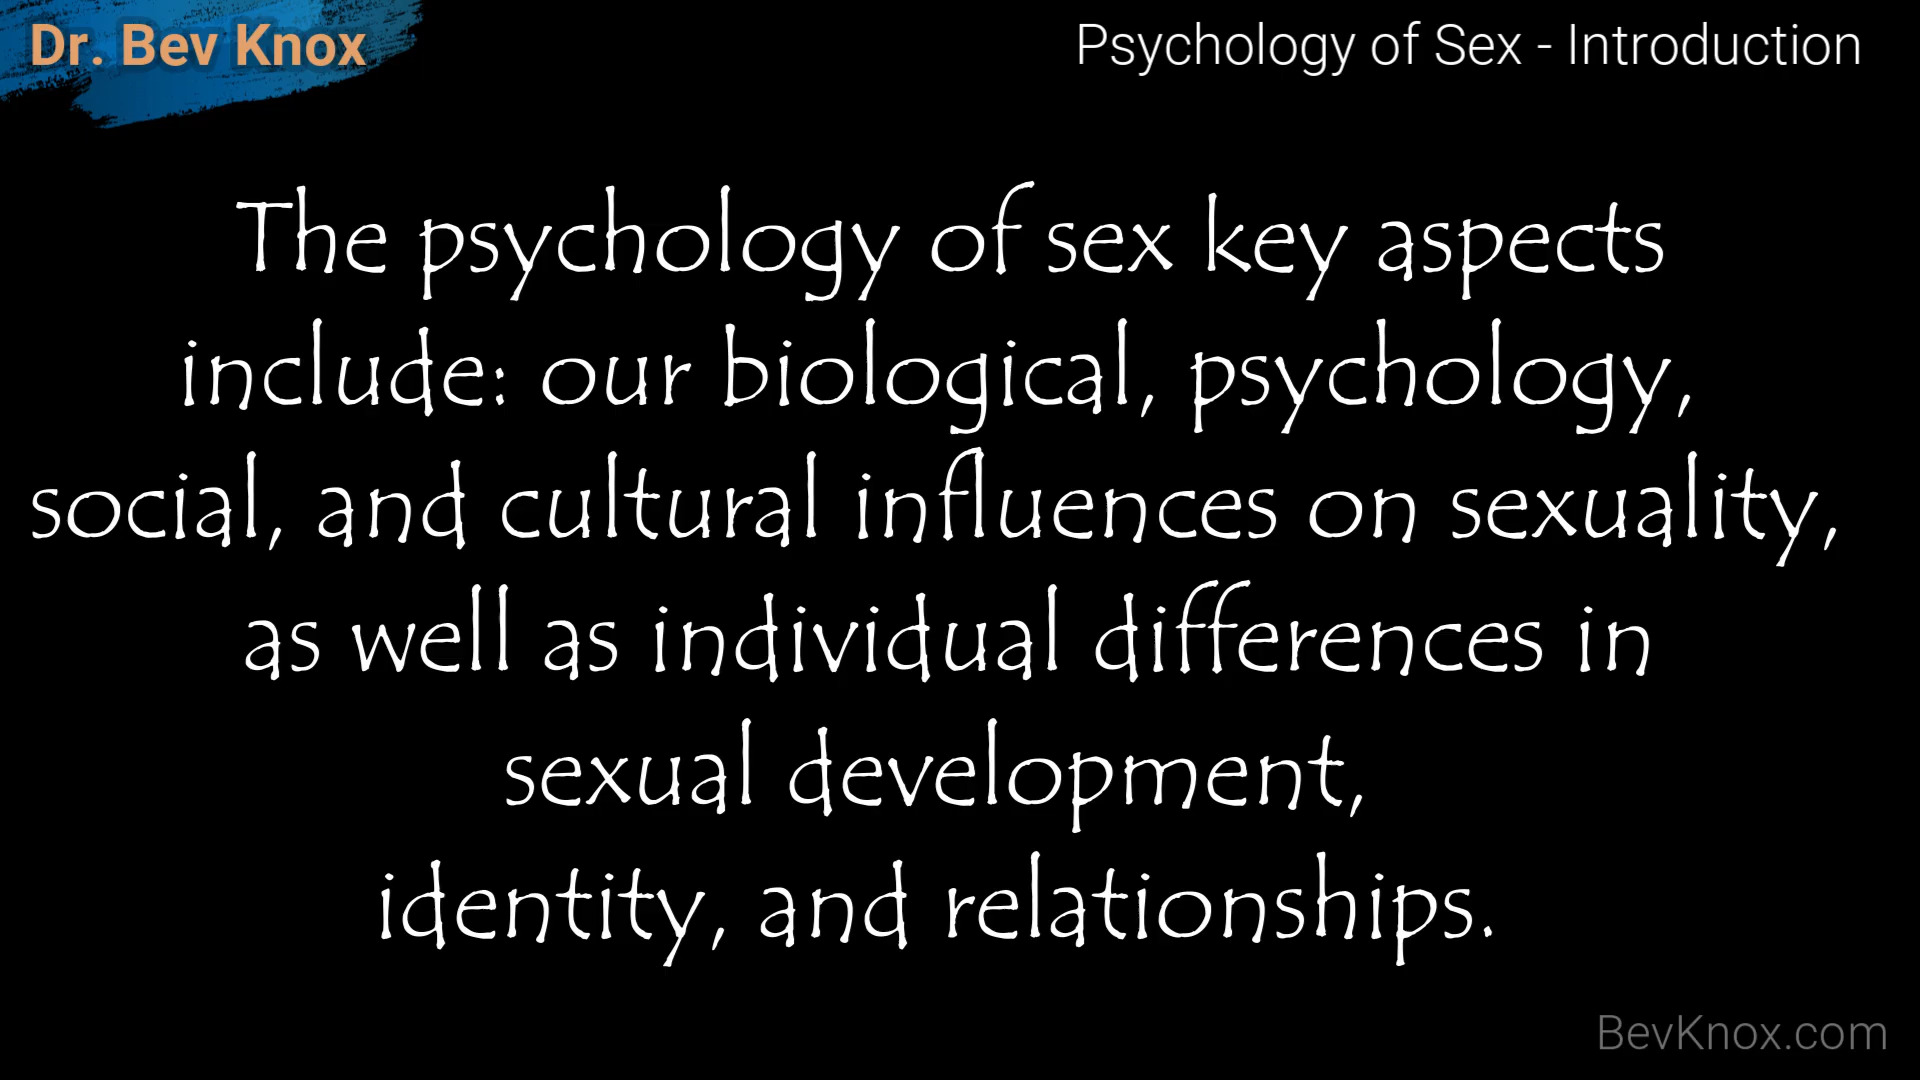 Dr. Bev Knox
Psychology of Sex - Introduction
The psychology of sex key aspects
include: our biological, psychology,
social, and cultural influences on sexuality,
as well as individual differences in
sexual development,
identity, and relationships.
BevKnox.com